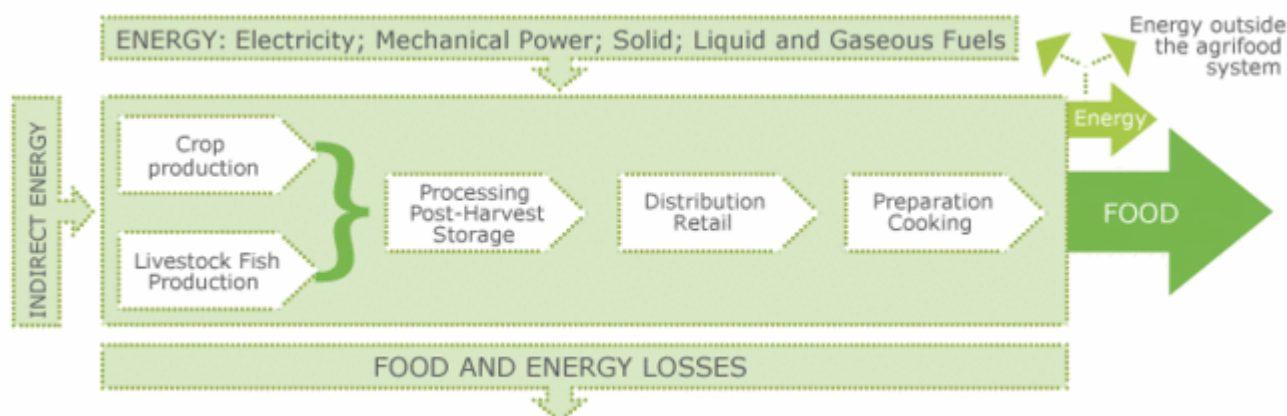 ENERGY: Electricity; Mechanical Power; Solid; Liquid and Gaseous Fuels
Energy outside
the agrifood
system
INDIRECT ENERGY
Crop
production
Livestock Fish
Production
Processing
Post-Harvest
Storage
Distribution
Retail
Preparation
Cooking
Energy
FOOD
FOOD AND ENERGY LOSSES